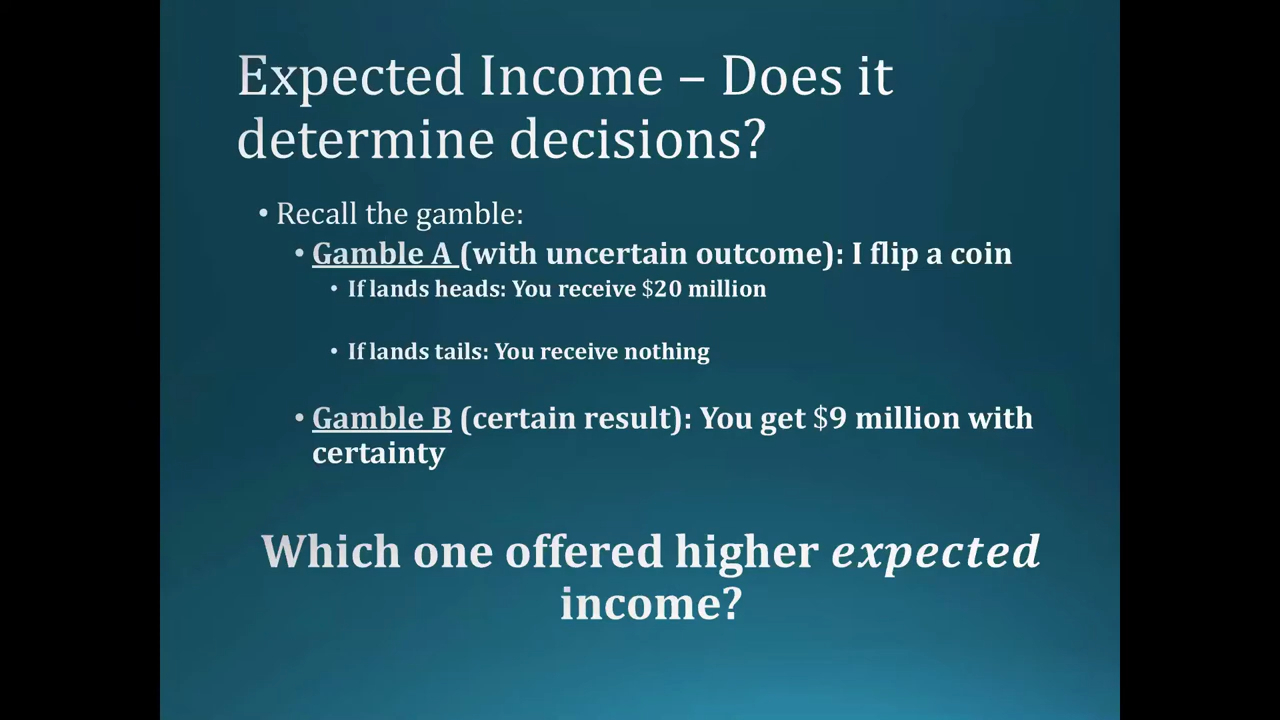 Expected Income – Does it
determine decisions?
• Recall the gamble:
• Gamble A (with uncertain outcome): I flip a coin
• If lands heads: You receive $20 million
• If lands tails: You receive nothing
• Gamble B (certain result): You get $9 million with
certainty
Which one offered higher expected
income?